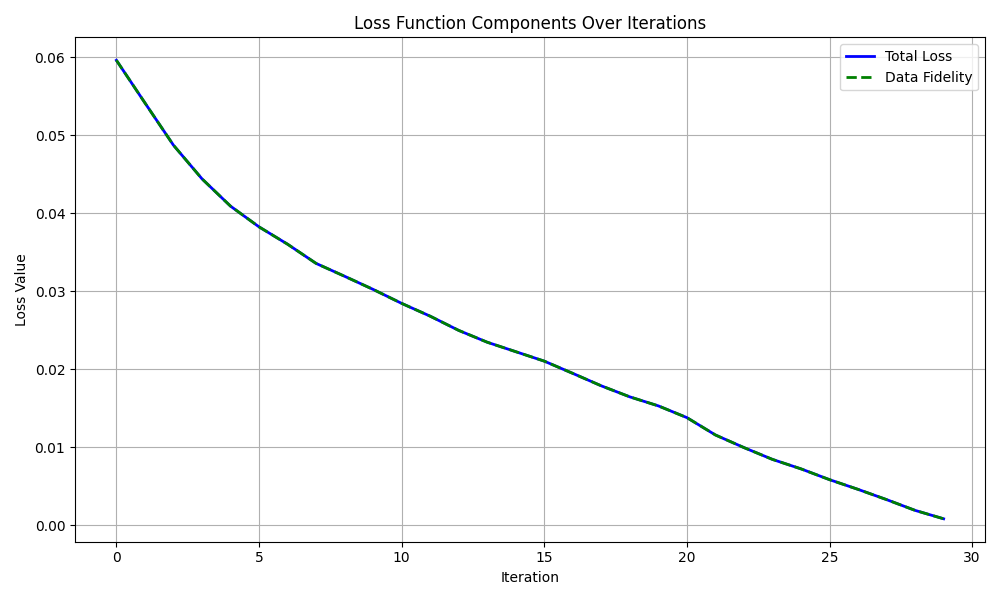 Loss Function Components Over Iterations
Total Loss
Data Fidelity
Loss Value
0.06
0.05
0.04
0.03
0.02
0.01
0.00
0 5 10 15 20 25 30
Iteration